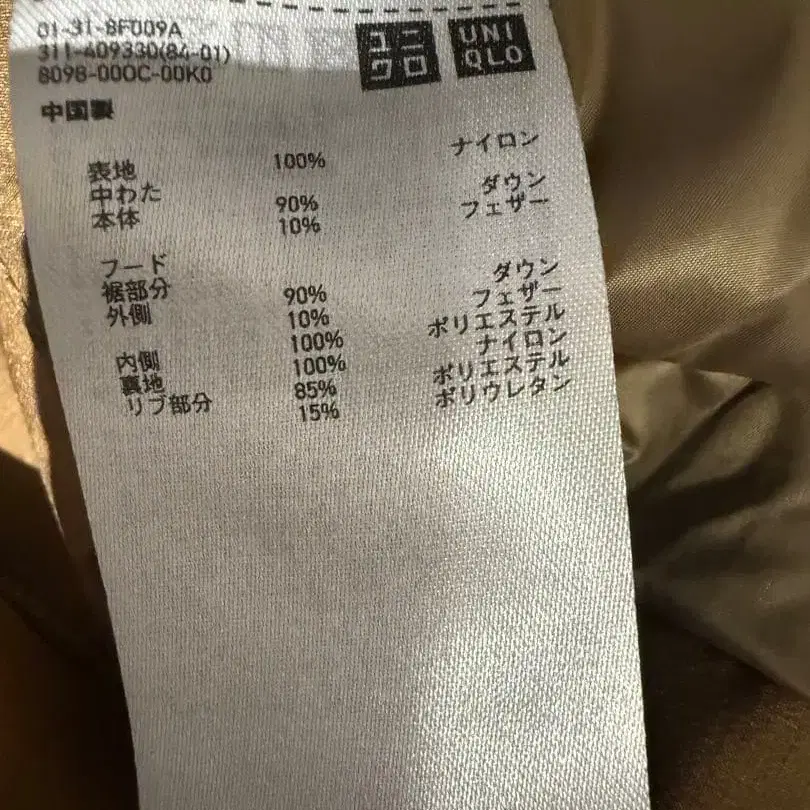 01-31-8F009A
311-409330(84-01)
8098-000C-00K0
ユニクロ
UNIQLO
中国製
表地 100% ナイロン
中わた
本体 90% ダウン
10% フェザー
フード
裾部分 90% ダウン
外側 10% フェザー
100% ポリエステル
内側 100% ナイロン
裏地 85% ポリエステル
リブ部分 15% ポリウレタン